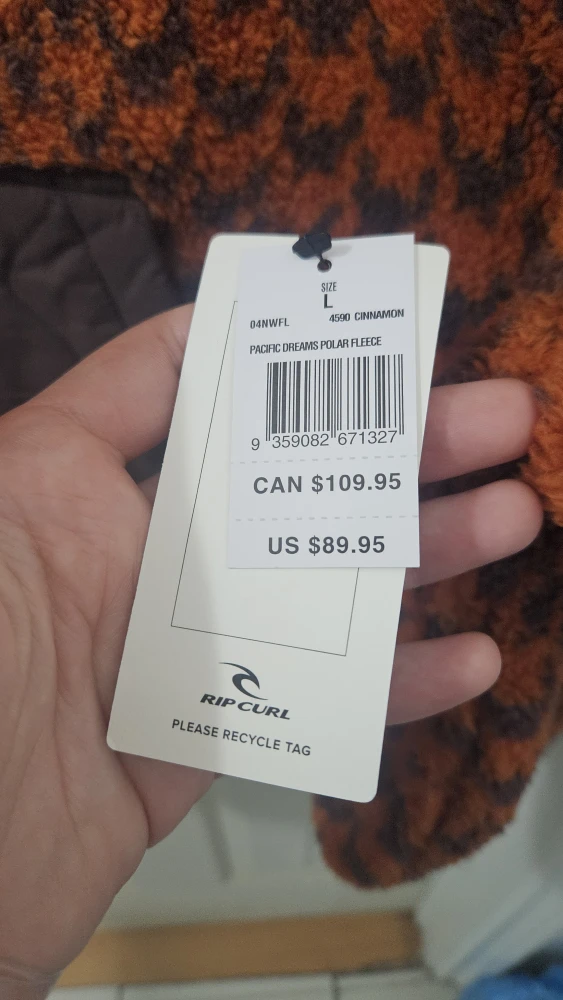 SIZE
L
04NWFL 4590 CINNAMON
PACIFIC DREAMS POLAR FLEECE
9 359082 671327
CAN $109.95
US $89.95
RIP CURL
PLEASE RECYCLE TAG